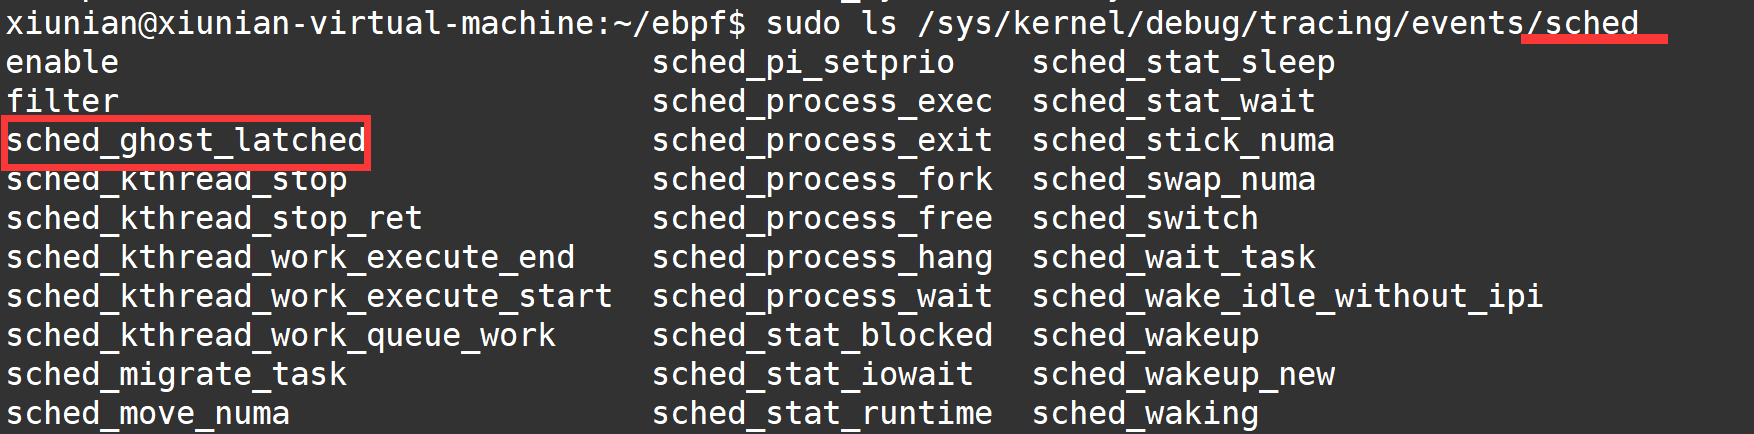 xiunian@xiunian-virtual-machine:~/ebpf$ sudo ls /sys/kernel/debug/tracing/events/sched
enable sched_pi_setprio sched_stat_sleep
filter sched_process_exec sched_stat_wait
sched_ghost_latched sched_process_exit sched_stick_numa
sched_kthread_stop sched_process_fork sched_swap_numa
sched_kthread_stop_ret sched_process_free sched_switch
sched_kthread_work_execute_end sched_process_hang sched_wait_task
sched_kthread_work_execute_start sched_process_wait sched_wake_idle_without_ipi
sched_kthread_work_queue_work sched_stat_blocked sched_wakeup
sched_migrate_task sched_stat_iowait sched_wakeup_new
sched_move_numa sched_stat_runtime sched_waking